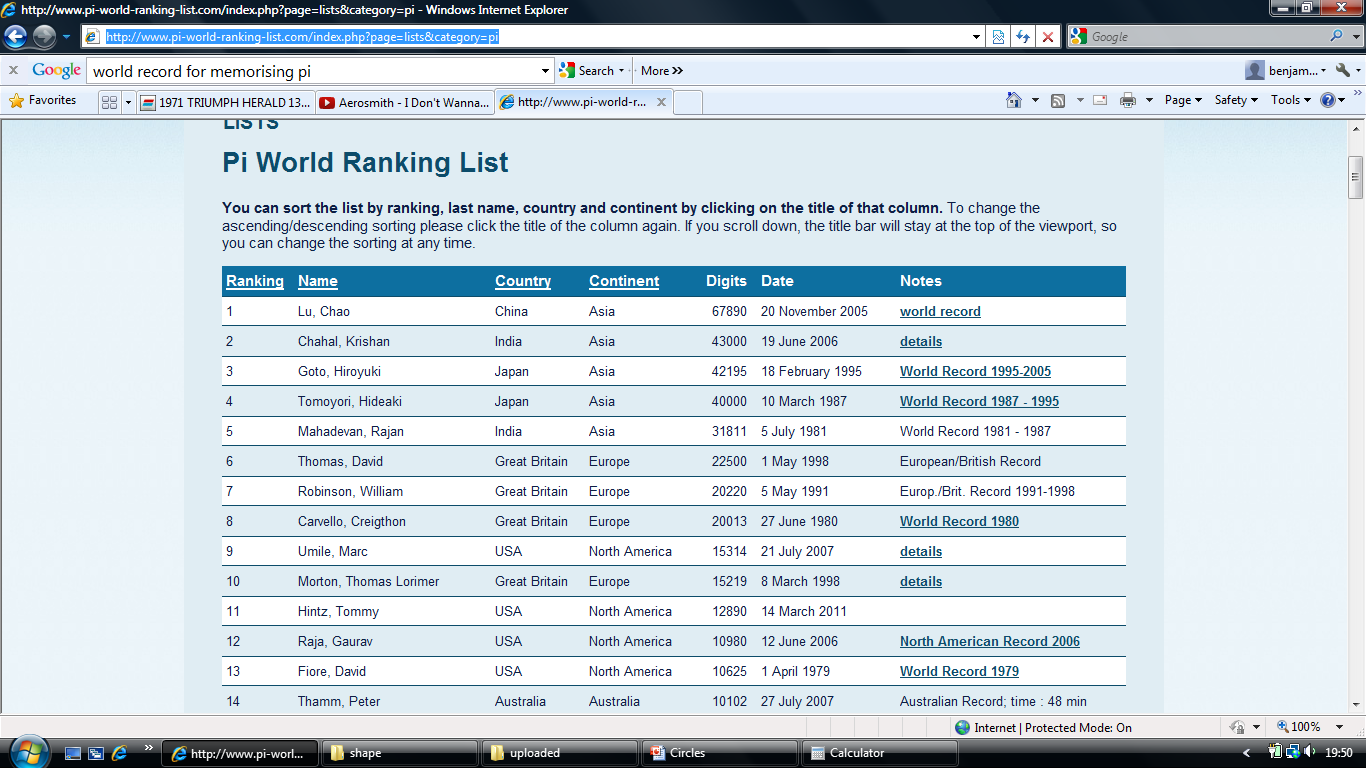 http://www.pi-world-ranking-list.com/index.php?page=lists&category=pi - Windows Internet Explorer
http://www.pi-world-ranking-list.com/index.php?page=lists&category=pi Google
x Google world record for memorising pi Search More >> benjam...
Favorites 1971 TRIUMPH HERALD 13... Aerosmith - I Don't Wanna... http://www.pi-world-r... x Page Safety Tools >>
LISTS
Pi World Ranking List
You can sort the list by ranking, last name, country and continent by clicking on the title of that column. To change the
ascending/descending sorting please click the title of the column again. If you scroll down, the title bar will stay at the top of the viewport, so
you can change the sorting at any time.
Ranking Name Country Continent Digits Date Notes
1 Lu, Chao China Asia 67890 20 November 2005 world record
2 Chahal, Krishan India Asia 43000 19 June 2006 details
3 Goto, Hiroyuki Japan Asia 42195 18 February 1995 World Record 1995-2005
4 Tomoyori, Hideaki Japan Asia 40000 10 March 1987 World Record 1987 - 1995
5 Mahadevan, Rajan India Asia 31811 5 July 1981 World Record 1981 - 1987
6 Thomas, David Great Britain Europe 22500 1 May 1998 European/British Record
7 Robinson, William Great Britain Europe 20220 5 May 1991 Europ./Brit. Record 1991-1998
8 Carvello, Creigthon Great Britain Europe 20013 27 June 1980 World Record 1980
9 Umile, Marc USA North America 15314 21 July 2007 details
10 Morton, Thomas Lorimer Great Britain Europe 15219 8 March 1998 details
11 Hintz, Tommy USA North America 12890 14 March 2011
12 Raja, Gaurav USA North America 10980 12 June 2006 North American Record 2006
13 Fiore, David USA North America 10625 1 April 1979 World Record 1979
14 Thamm, Peter Australia Australia 10102 27 July 2007 Australian Record; time : 48 min
Internet | Protected Mode: On 100%
>> http://www.pi-worl... shape uploaded Circles Calculator < 19:50